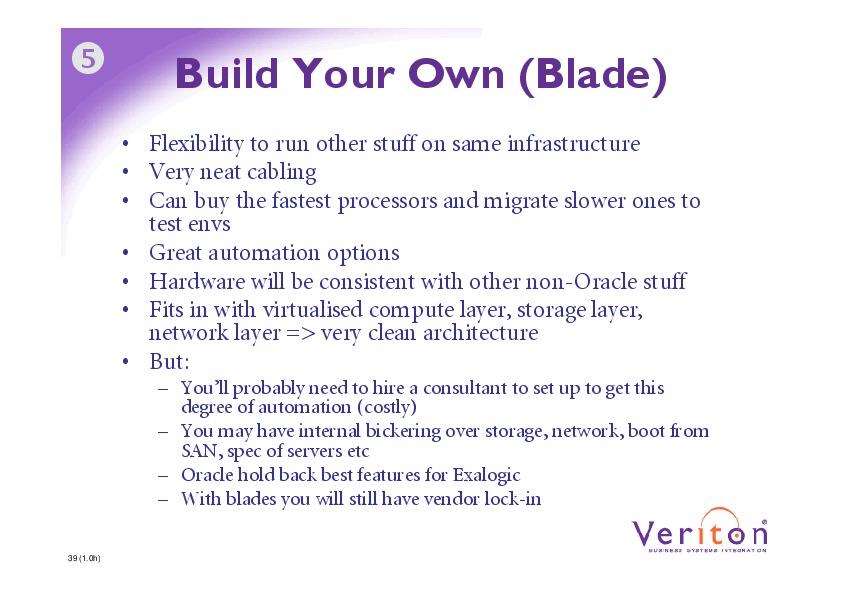 5
Build Your Own (Blade)
• Flexibility to run other stuff on same infrastructure
• Very neat cabling
• Can buy the fastest processors and migrate slower ones to
test envs
• Great automation options
• Hardware will be consistent with other non-Oracle stuff
• Fits in with virtualised compute layer, storage layer,
network layer => very clean architecture
• But:
– You'll probably need to hire a consultant to set up to get this
degree of automation (costly)
– You may have internal bickering over storage, network, boot from
SAN, spec of servers etc
– Oracle hold back best features for Exalogic
– With blades you will still have vendor lock-in
Veriton®
BUSINESS SYSTEMS INTEGRATION
39 (1.0h)